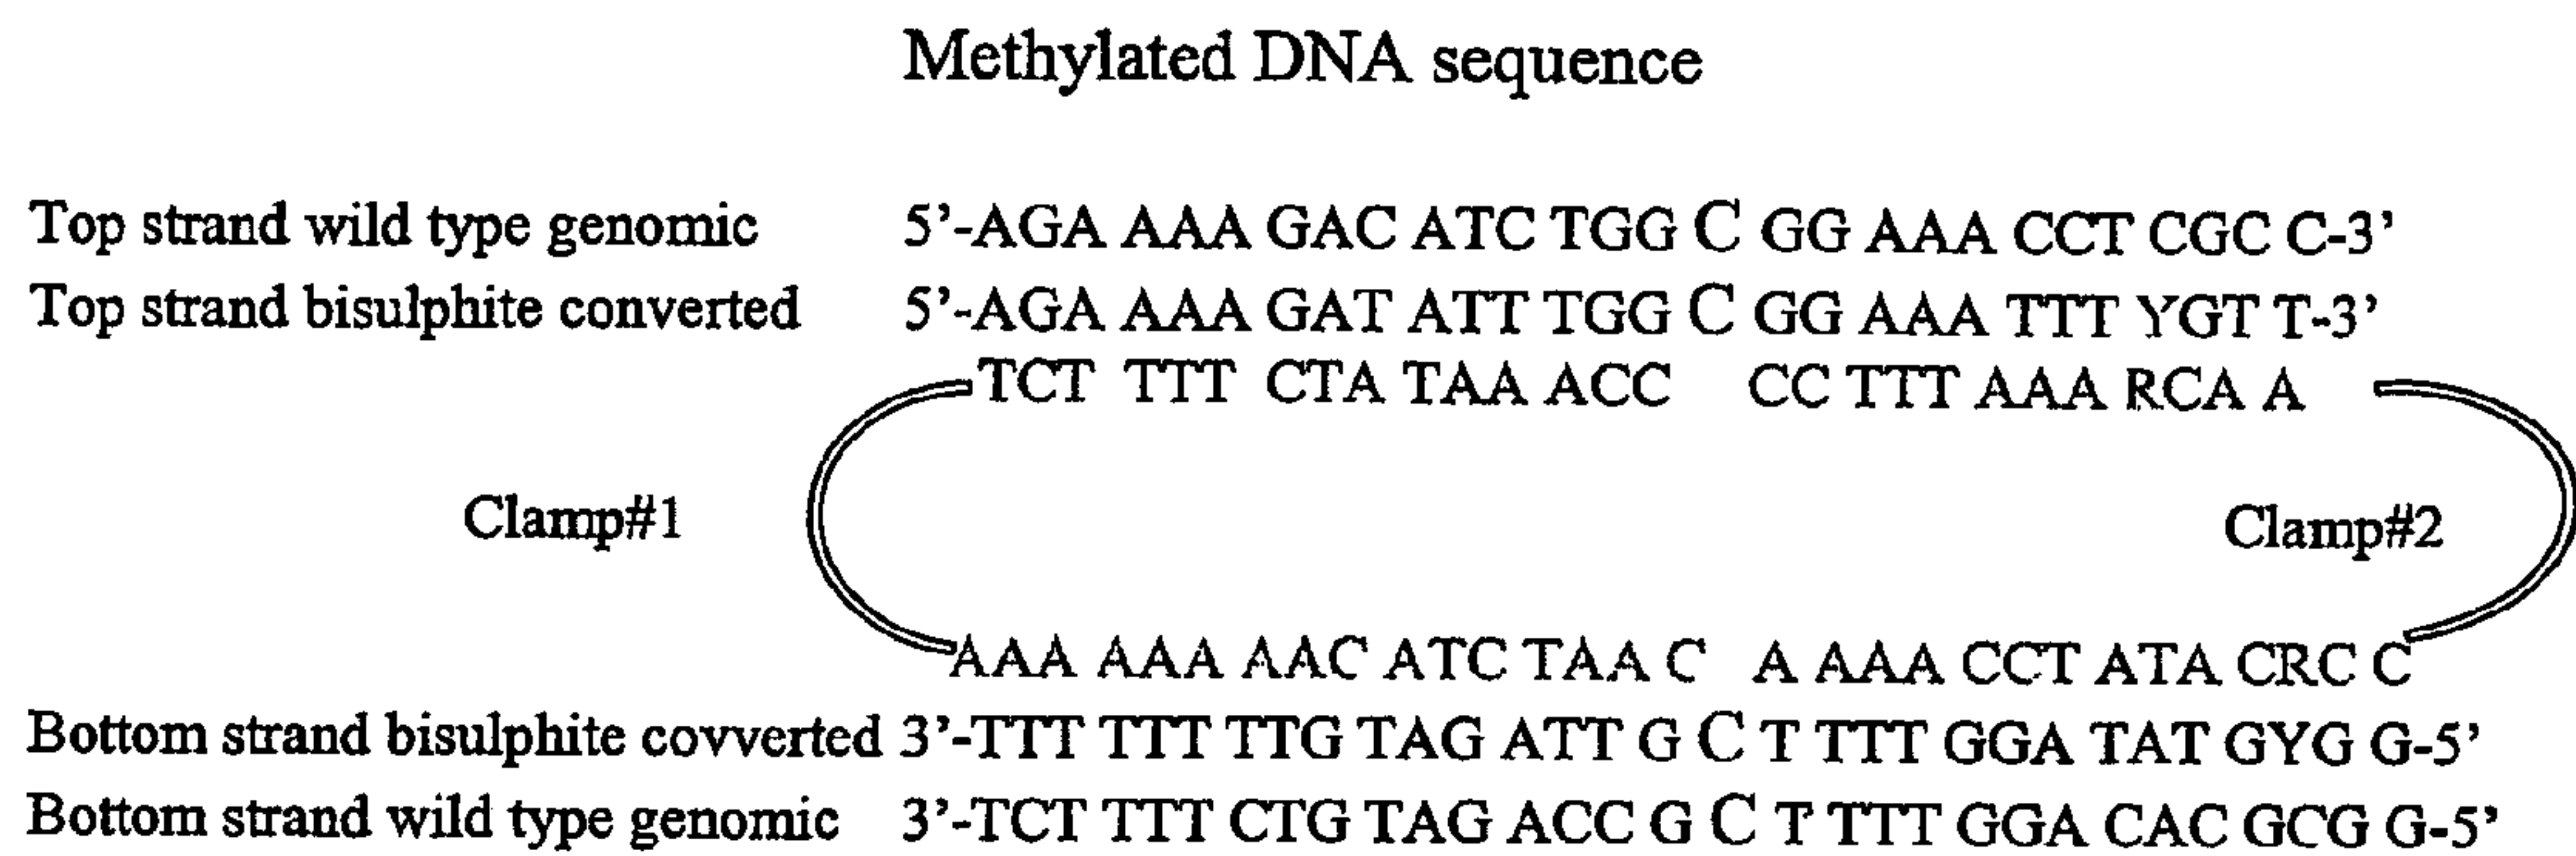 Methylated DNA sequence
Top strand wild type genomic 5’-AGA AAA GAC ATC TGG C GG AAA CCT CGC C-3’
Top strand bisulphite converted 5’-AGA AAA GAT ATT TGG C GG AAA TTT YGT T-3’
TCT TTT CTA TAA ACC CC TTT AAA RCA A
Clamp#1 Clamp#2
AAA AAA AAC ATC TAA C A AAA CCT ATA CRC C
Bottom strand bisulphite covverted 3’-TTT TTT TTG TAG ATT G C T TTT GGA TAT GYG G-5’
Bottom strand wild type genomic 3’-TCT TTT CTG TAG ACC G C T TTT GGA CAC GCG G-5’